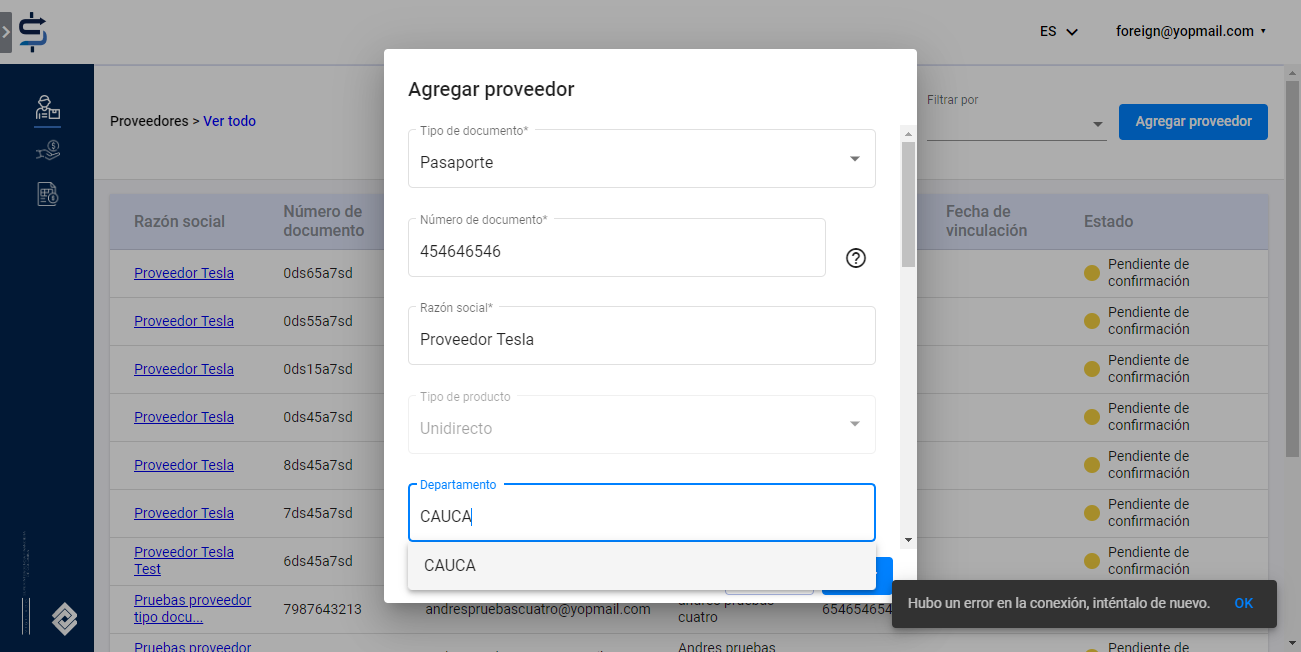 ES
foreign@yopmail.com
Agregar proveedor
Proveedores > Ver todo
Filtrar por
Agregar proveedor
Tipo de documento*
Pasaporte
Número de documento*
454646546
Razón social*
Proveedor Tesla
Tipo de producto
Unidirecto
Departamento
CAUCA
CAUCA
Razón social
Número de
documento
Fecha de
vinculación
Estado
Proveedor Tesla
0ds65a7sd
Pendiente de
confirmación
Proveedor Tesla
0ds55a7sd
Pendiente de
confirmación
Proveedor Tesla
0ds15a7sd
Pendiente de
confirmación
Proveedor Tesla
0ds45a7sd
Pendiente de
confirmación
Proveedor Tesla
8ds45a7sd
Pendiente de
confirmación
Proveedor Tesla
7ds45a7sd
Pendiente de
confirmación
Proveedor Tesla
Test
6ds45a7sd
Pendiente de
confirmación
Pruebas proveedor
tipo docu...
7987643213
andrespruebascuatro@yopmail.com
andres pruebas
cuatro
654654654
Hubo un error en la conexión, inténtalo de nuevo.
OK
Pruebas proveedor
Andres pruebas
Pendiente de